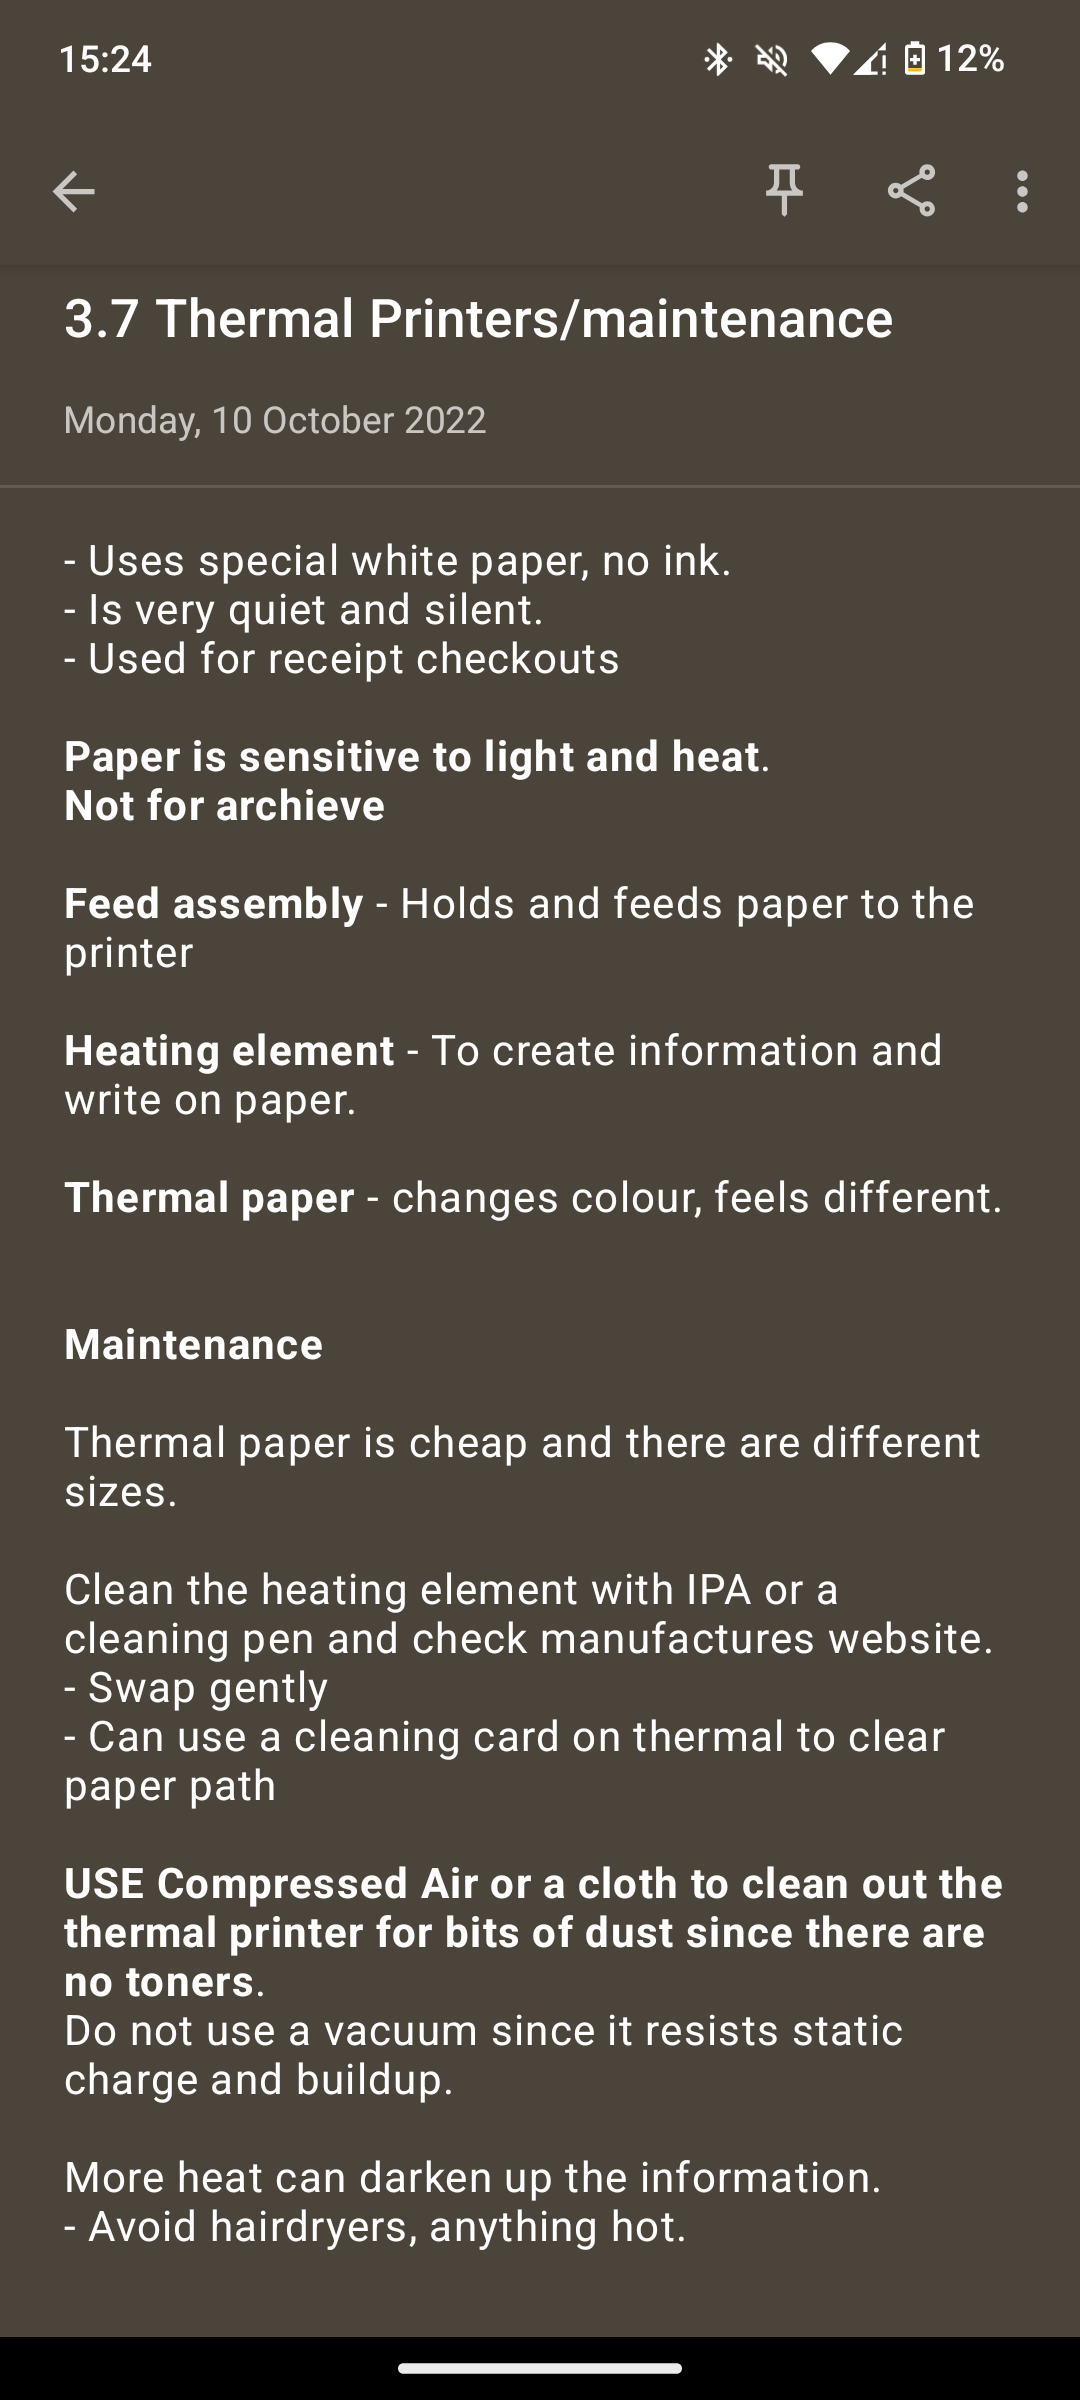 15:24
12%
3.7 Thermal Printers/maintenance
Monday, 10 October 2022
- Uses special white paper, no ink.
- Is very quiet and silent.
- Used for receipt checkouts
Paper is sensitive to light and heat.
Not for archieve
Feed assembly - Holds and feeds paper to the
printer
Heating element - To create information and
write on paper.
Thermal paper - changes colour, feels different.
Maintenance
Thermal paper is cheap and there are different
sizes.
Clean the heating element with IPA or a
cleaning pen and check manufactures website.
- Swap gently
- Can use a cleaning card on thermal to clear
paper path
USE Compressed Air or a cloth to clean out the
thermal printer for bits of dust since there are
no toners.
Do not use a vacuum since it resists static
charge and buildup.
More heat can darken up the information.
- Avoid hairdryers, anything hot.